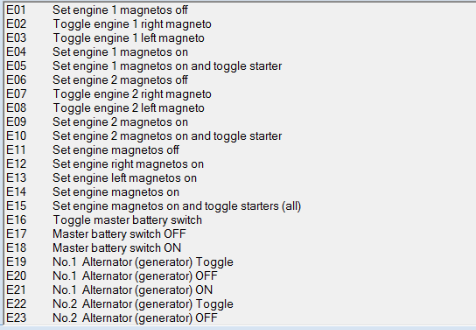 E01 Set engine 1 magnetos off
E02 Toggle engine 1 right magneto
E03 Toggle engine 1 left magneto
E04 Set engine 1 magnetos on
E05 Set engine 1 magnetos on and toggle starter
E06 Set engine 2 magnetos off
E07 Toggle engine 2 right magneto
E08 Toggle engine 2 left magneto
E09 Set engine 2 magnetos on
E10 Set engine 2 magnetos on and toggle starter
E11 Set engine magnetos off
E12 Set engine right magnetos on
E13 Set engine left magnetos on
E14 Set engine magnetos on
E15 Set engine magnetos on and toggle starters (all)
E16 Toggle master battery switch
E17 Master battery switch OFF
E18 Master battery switch ON
E19 No.1 Alternator (generator) Toggle
E20 No.1 Alternator (generator) OFF
E21 No.1 Alternator (generator) ON
E22 No.2 Alternator (generator) Toggle
E23 No.2 Alternator (generator) OFF